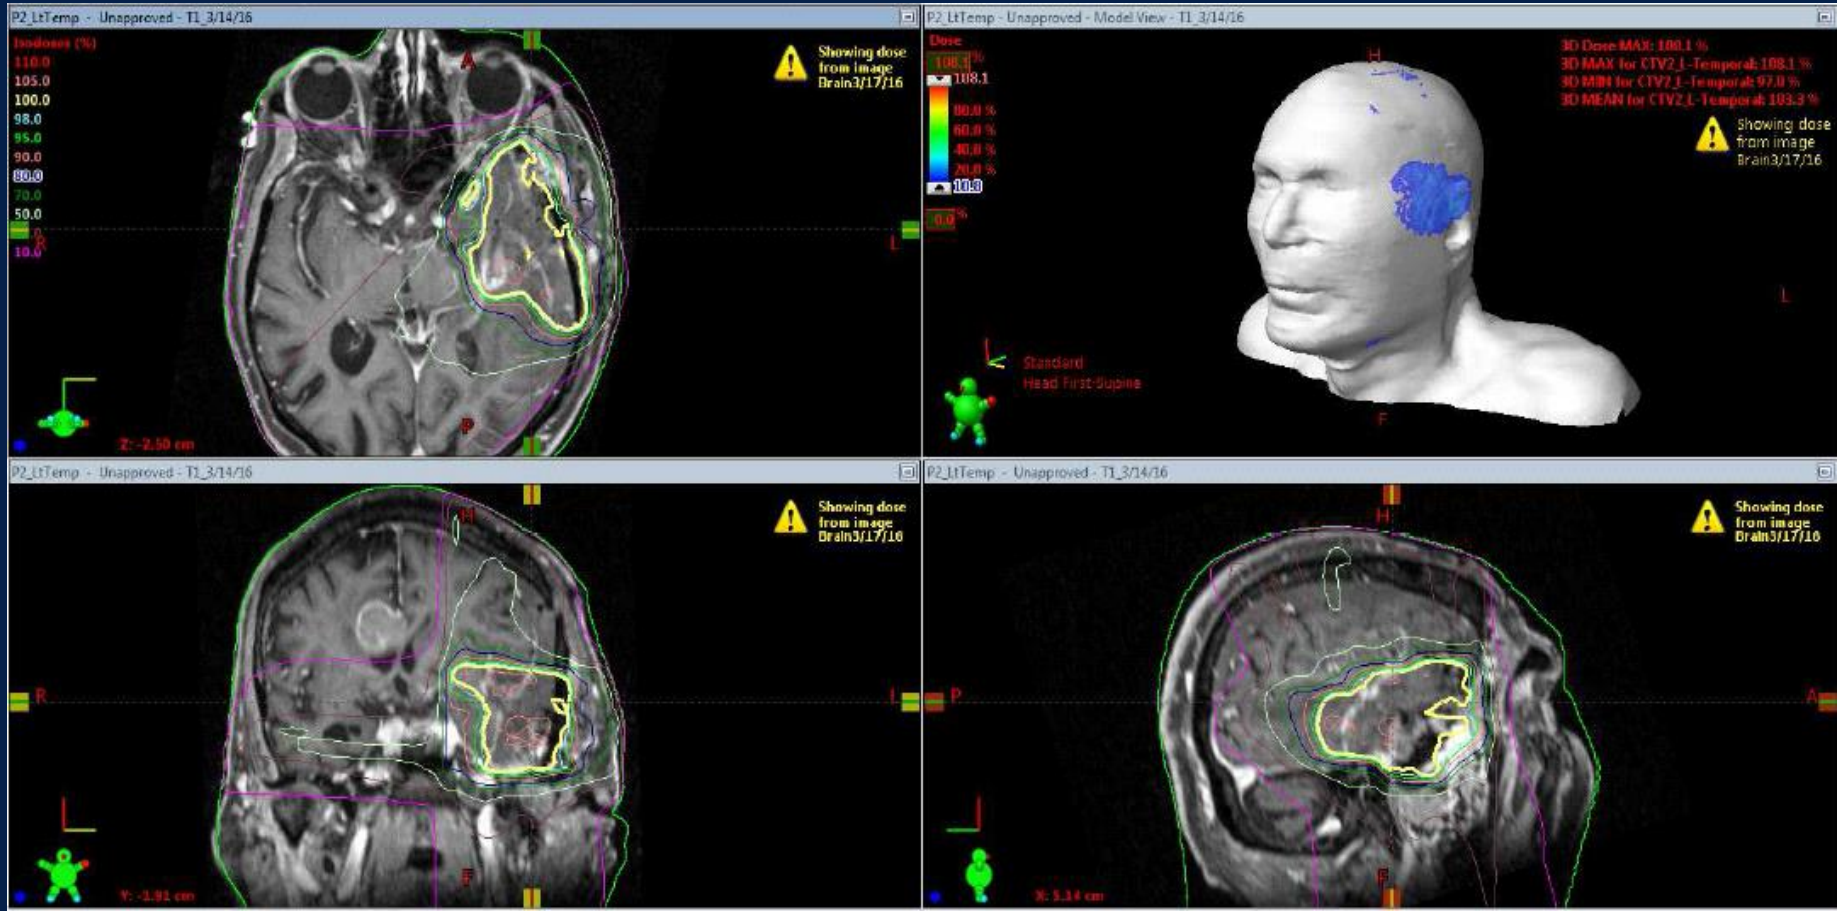 P2_LtTemp - Unapproved - T1_3/14/16
Isodoses (%)
110.0
105.0
100.0
98.0
95.0
90.0
80.0
70.0
50.0
10.0
A
R
L
P
Showing dose
from image
Brain3/17/16
Z: -2.50 cm
P2_LtTemp - Unapproved - Model View - T1_3/14/16
Dose
108.1 %
108.1
80.0 %
60.0 %
40.0 %
20.0 %
10.8
0.0 %
H
3D Dose MAX: 108.1 %
3D MAX for CTV2_L-Temporal: 108.1 %
3D MIN for CTV2_L-Temporal: 97.0 %
3D MEAN for CTV2_L-Temporal: 103.3 %
Showing dose
from image
Brain3/17/16
L
Standard
Head First-Supine
F
P2_LtTemp - Unapproved - T1_3/14/16
H
Showing dose
from image
Brain3/17/16
R
F
Y: -1.91 cm
P2_LtTemp - Unapproved - T1_3/14/16
H
Showing dose
from image
Brain3/17/16
P
A
F
X: 5.14 cm